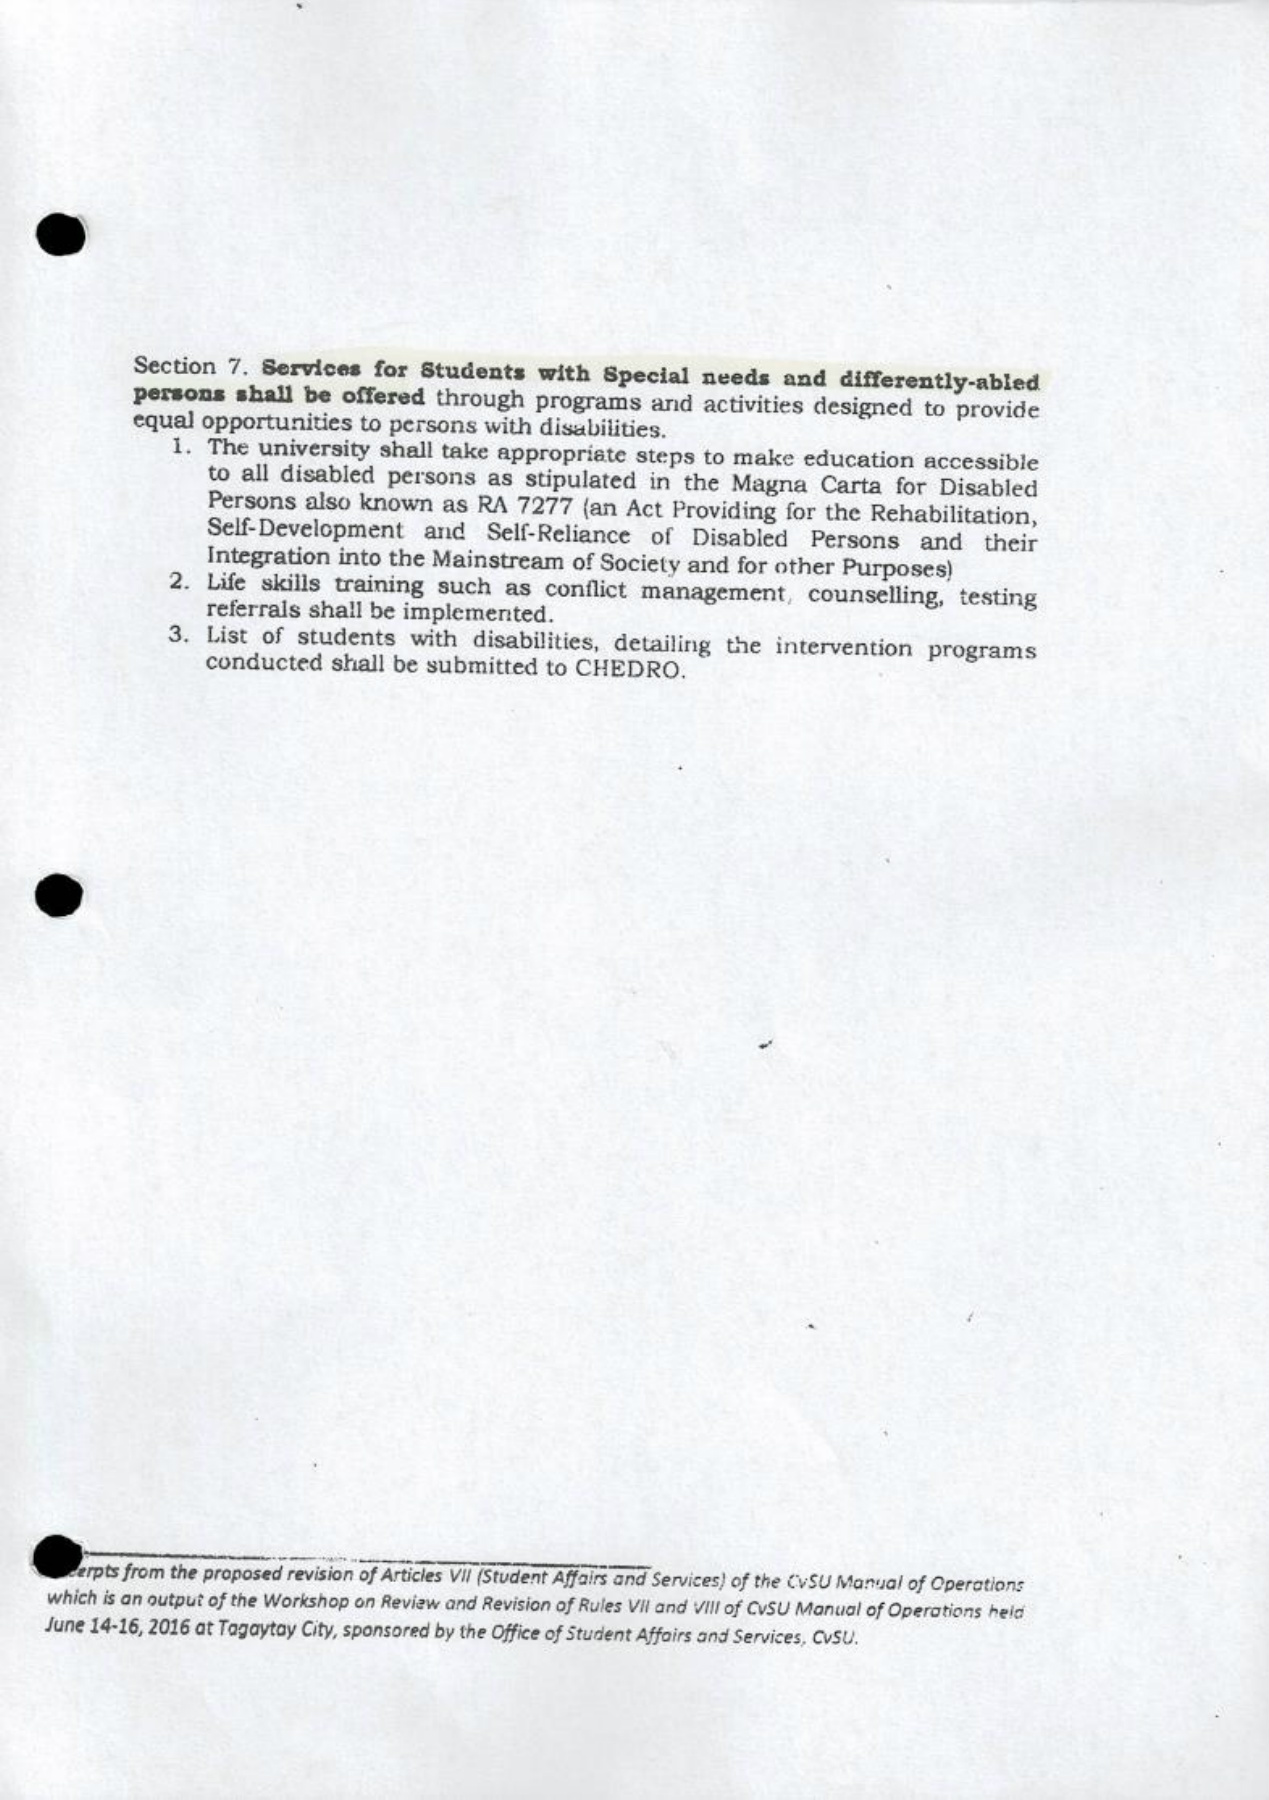 Section 7. Services for Students with Special needs and differently-abled
persons shall be offered through programs and activities designed to provide
equal opportunities to persons with disabilities.
1. The university shall take appropriate steps to make education accessible
to all disabled persons as stipulated in the Magna Carta for Disabled
Persons also known as RA 7277 (an Act Providing for the Rehabilitation,
Self-Development and Self-Reliance of Disabled Persons and their
Integration into the Mainstream of Society and for other Purposes)
2. Life skills training such as conflict management, counselling, testing
referrals shall be implemented.
3. List of students with disabilities, detailing the intervention programs
conducted shall be submitted to CHEDRO.
erpts from the proposed revision of Articles VII (Student Affairs and Services) of the CvSU Manual of Operations
which is an output of the Workshop on Review and Revision of Rules VII and VIII of CvSU Manual of Operations held
June 14-16, 2016 at Tagaytay City, sponsored by the Office of Student Affairs and Services, CvSU.